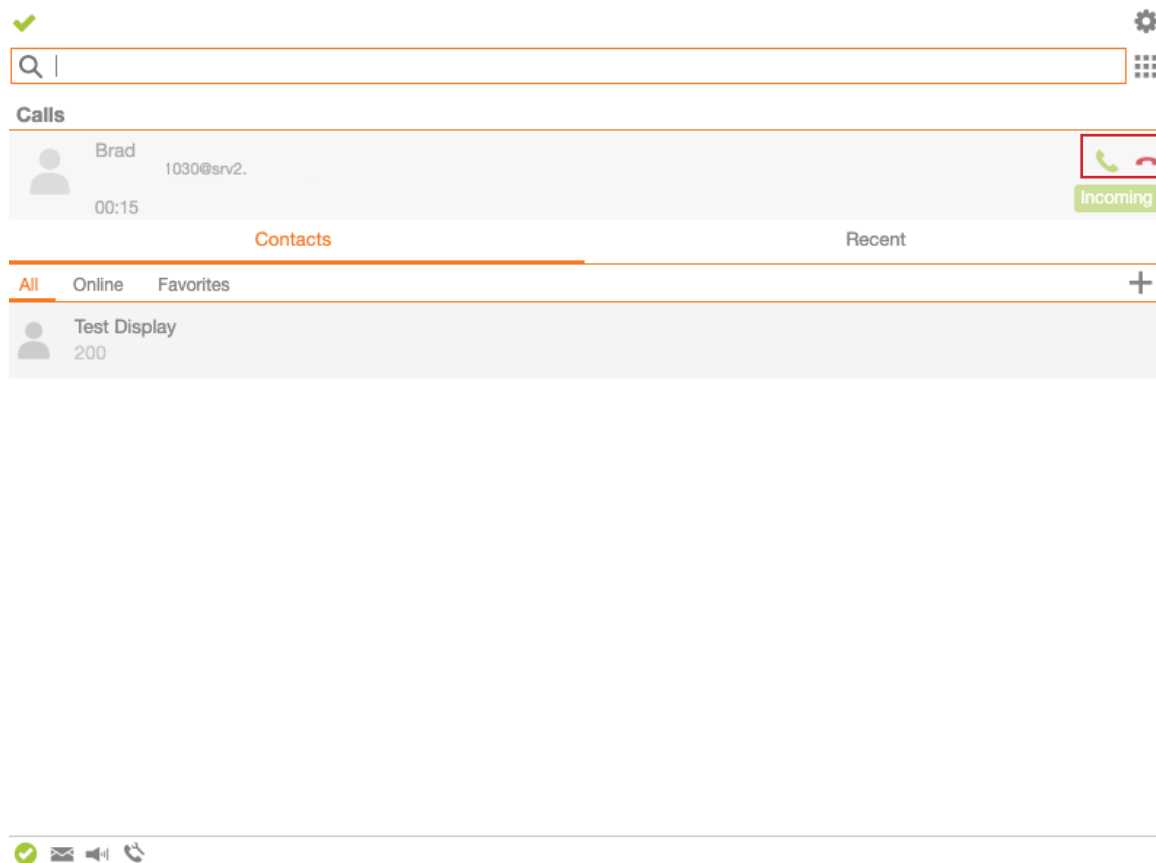 Calls
Brad
1030@srv2.
00:15
Incoming
Contacts Recent
All Online Favorites
Test Display
200